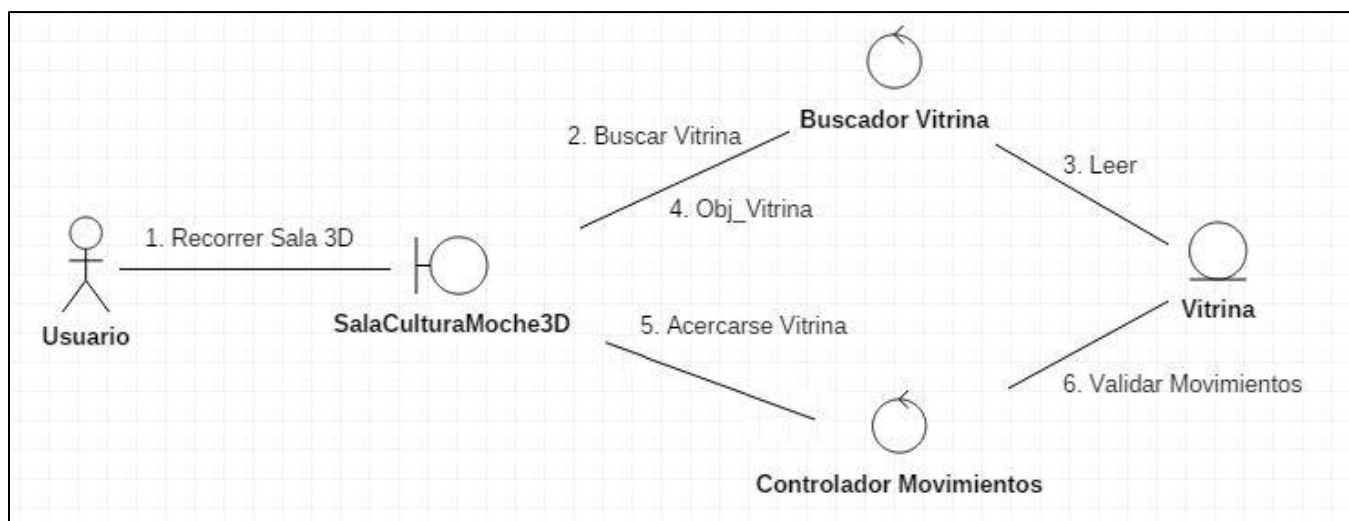 Buscador Vitrina
2. Buscar Vitrina
3. Leer
4. Obj_Vitrina
1. Recorrer Sala 3D
Vitrina
SalaCulturaMoche3D
5. Acercarse Vitrina
Usuario
6. Validar Movimientos
Controlador Movimientos